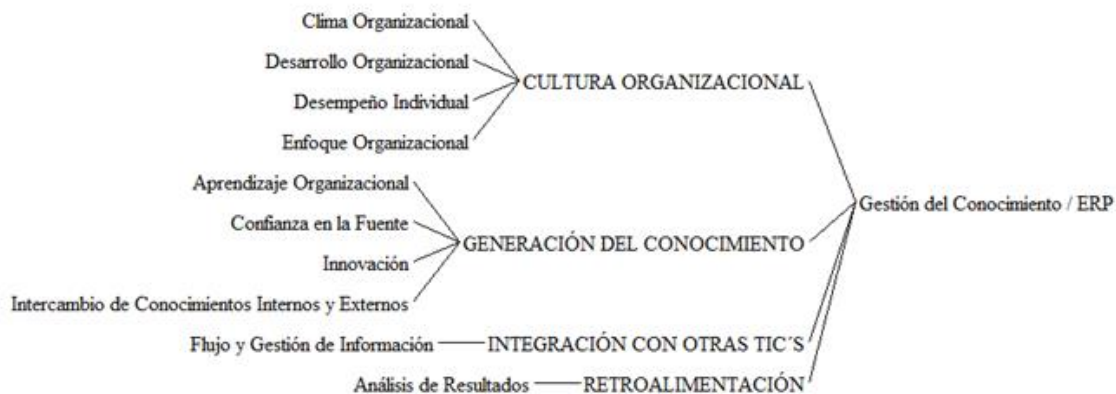 Clima Organizacional
Desarrollo Organizacional
Desempeño Individual
Enfoque Organizacional
CULTURA ORGANIZACIONAL
Aprendizaje Organizacional
Confianza en la Fuente
Innovación
Intercambio de Conocimientos Internos y Externos
GENERACIÓN DEL CONOCIMIENTO
Flujo y Gestión de Información
INTEGRACIÓN CON OTRAS TIC´S
Análisis de Resultados
RETROALIMENTACIÓN
Gestión del Conocimiento / ERP